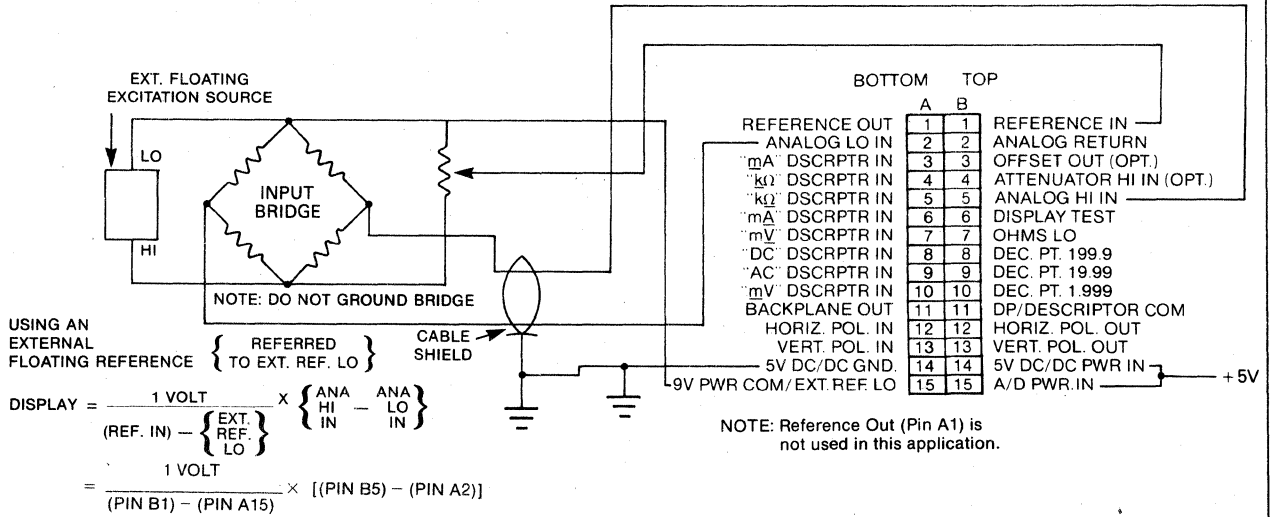 EXT. FLOATING
EXCITATION SOURCE
LO
HI
INPUT
BRIDGE
NOTE: DO NOT GROUND BRIDGE
CABLE
SHIELD
USING AN
EXTERNAL
FLOATING REFERENCE { REFERRED TO EXT. REF. LO }
DISPLAY = 1 VOLT / (REF. IN) – { EXT. REF. LO } X { ANA HI IN – ANA LO IN }
= 1 VOLT / (PIN B1) – (PIN A15) X [(PIN B5) – (PIN A2)]
BOTTOM TOP
A B
REFERENCE OUT 1 1 REFERENCE IN
ANALOG LO IN 2 2 ANALOG RETURN
"mA" DSCRPTR IN 3 3 OFFSET OUT (OPT.)
"kΩ" DSCRPTR IN 4 4 ATTENUATOR HI IN (OPT.)
"kΩ" DSCRPTR IN 5 5 ANALOG HI IN
"mA" DSCRPTR IN 6 6 DISPLAY TEST
"mV" DSCRPTR IN 7 7 OHMS LO
"DC" DSCRPTR IN 8 8 DEC. PT. 199.9
"AC" DSCRPTR IN 9 9 DEC. PT. 19.99
"mV" DSCRPTR IN 10 10 DEC. PT. 1.999
BACKPLANE OUT 11 11 DP/DESCRIPTOR COM
HORIZ. POL. IN 12 12 HORIZ. POL. OUT
VERT. POL. IN 13 13 VERT. POL. OUT
5V DC/DC GND. 14 14 5V DC/DC PWR IN
9V PWR COM/EXT. REF. LO 15 15 A/D PWR. IN
+5V
NOTE: Reference Out (Pin A1) is
not used in this application.